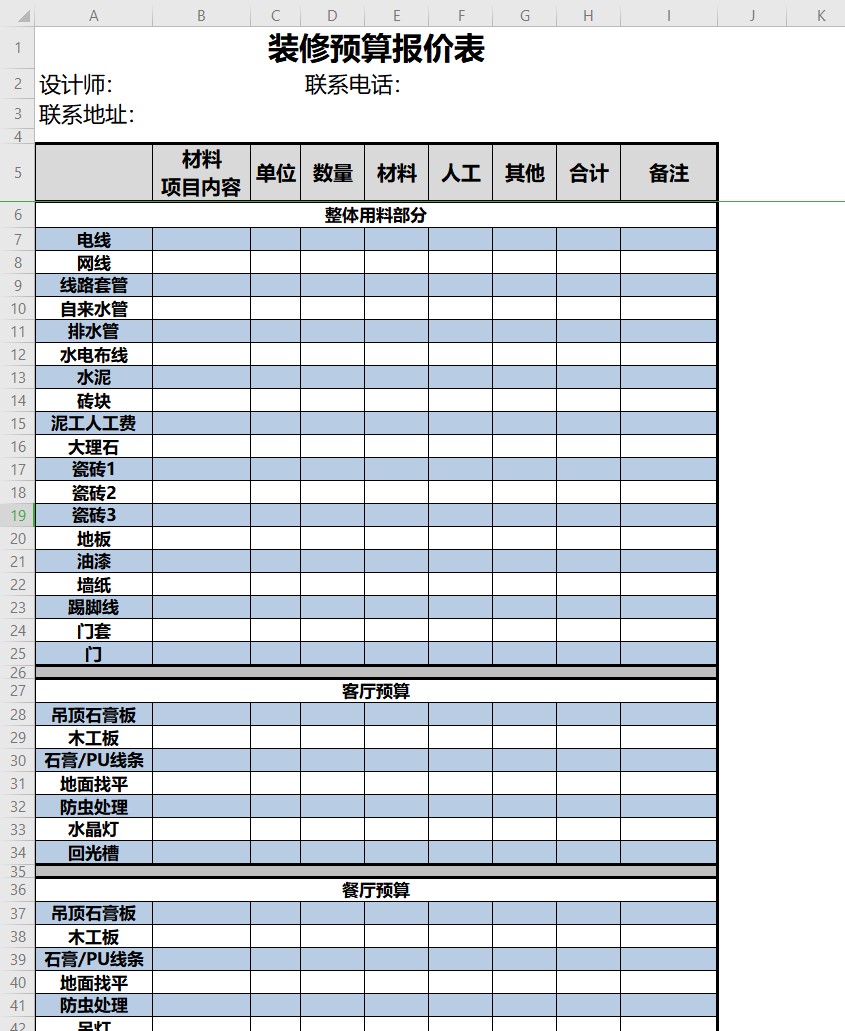 A B C D E F G H I J K
1 装修预算报价表
2 设计师： 联系电话：
3 联系地址：
4
5 材料 项目内容 单位 数量 材料 人工 其他 合计 备注
6 整体用料部分
7 电线
8 网线
9 线路套管
10 自来水管
11 排水管
12 水电布线
13 水泥
14 砖块
15 泥工人工费
16 大理石
17 瓷砖1
18 瓷砖2
19 瓷砖3
20 地板
21 油漆
22 墙纸
23 踢脚线
24 门套
25 门
26
27 客厅预算
28 吊顶石膏板
29 木工板
30 石膏/PU线条
31 地面找平
32 防虫处理
33 水晶灯
34 回光槽
35
36 餐厅预算
37 吊顶石膏板
38 木工板
39 石膏/PU线条
40 地面找平
41 防虫处理
42 吊灯